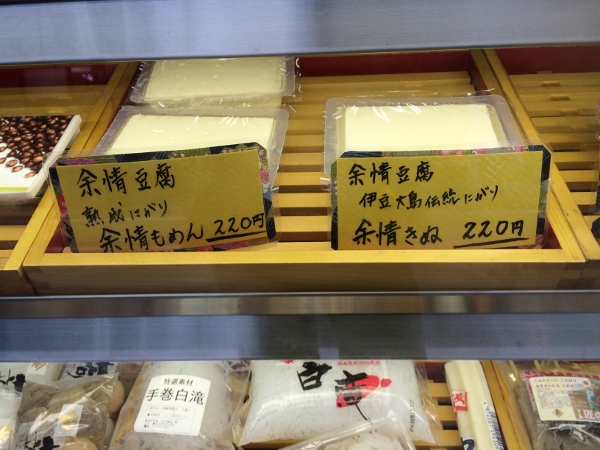 余情豆腐
熟成にがり
余情もめん 220円
余情豆腐
伊豆大島伝統にがり
余情きぬ 220円
特選素材
手巻白滝
白竜